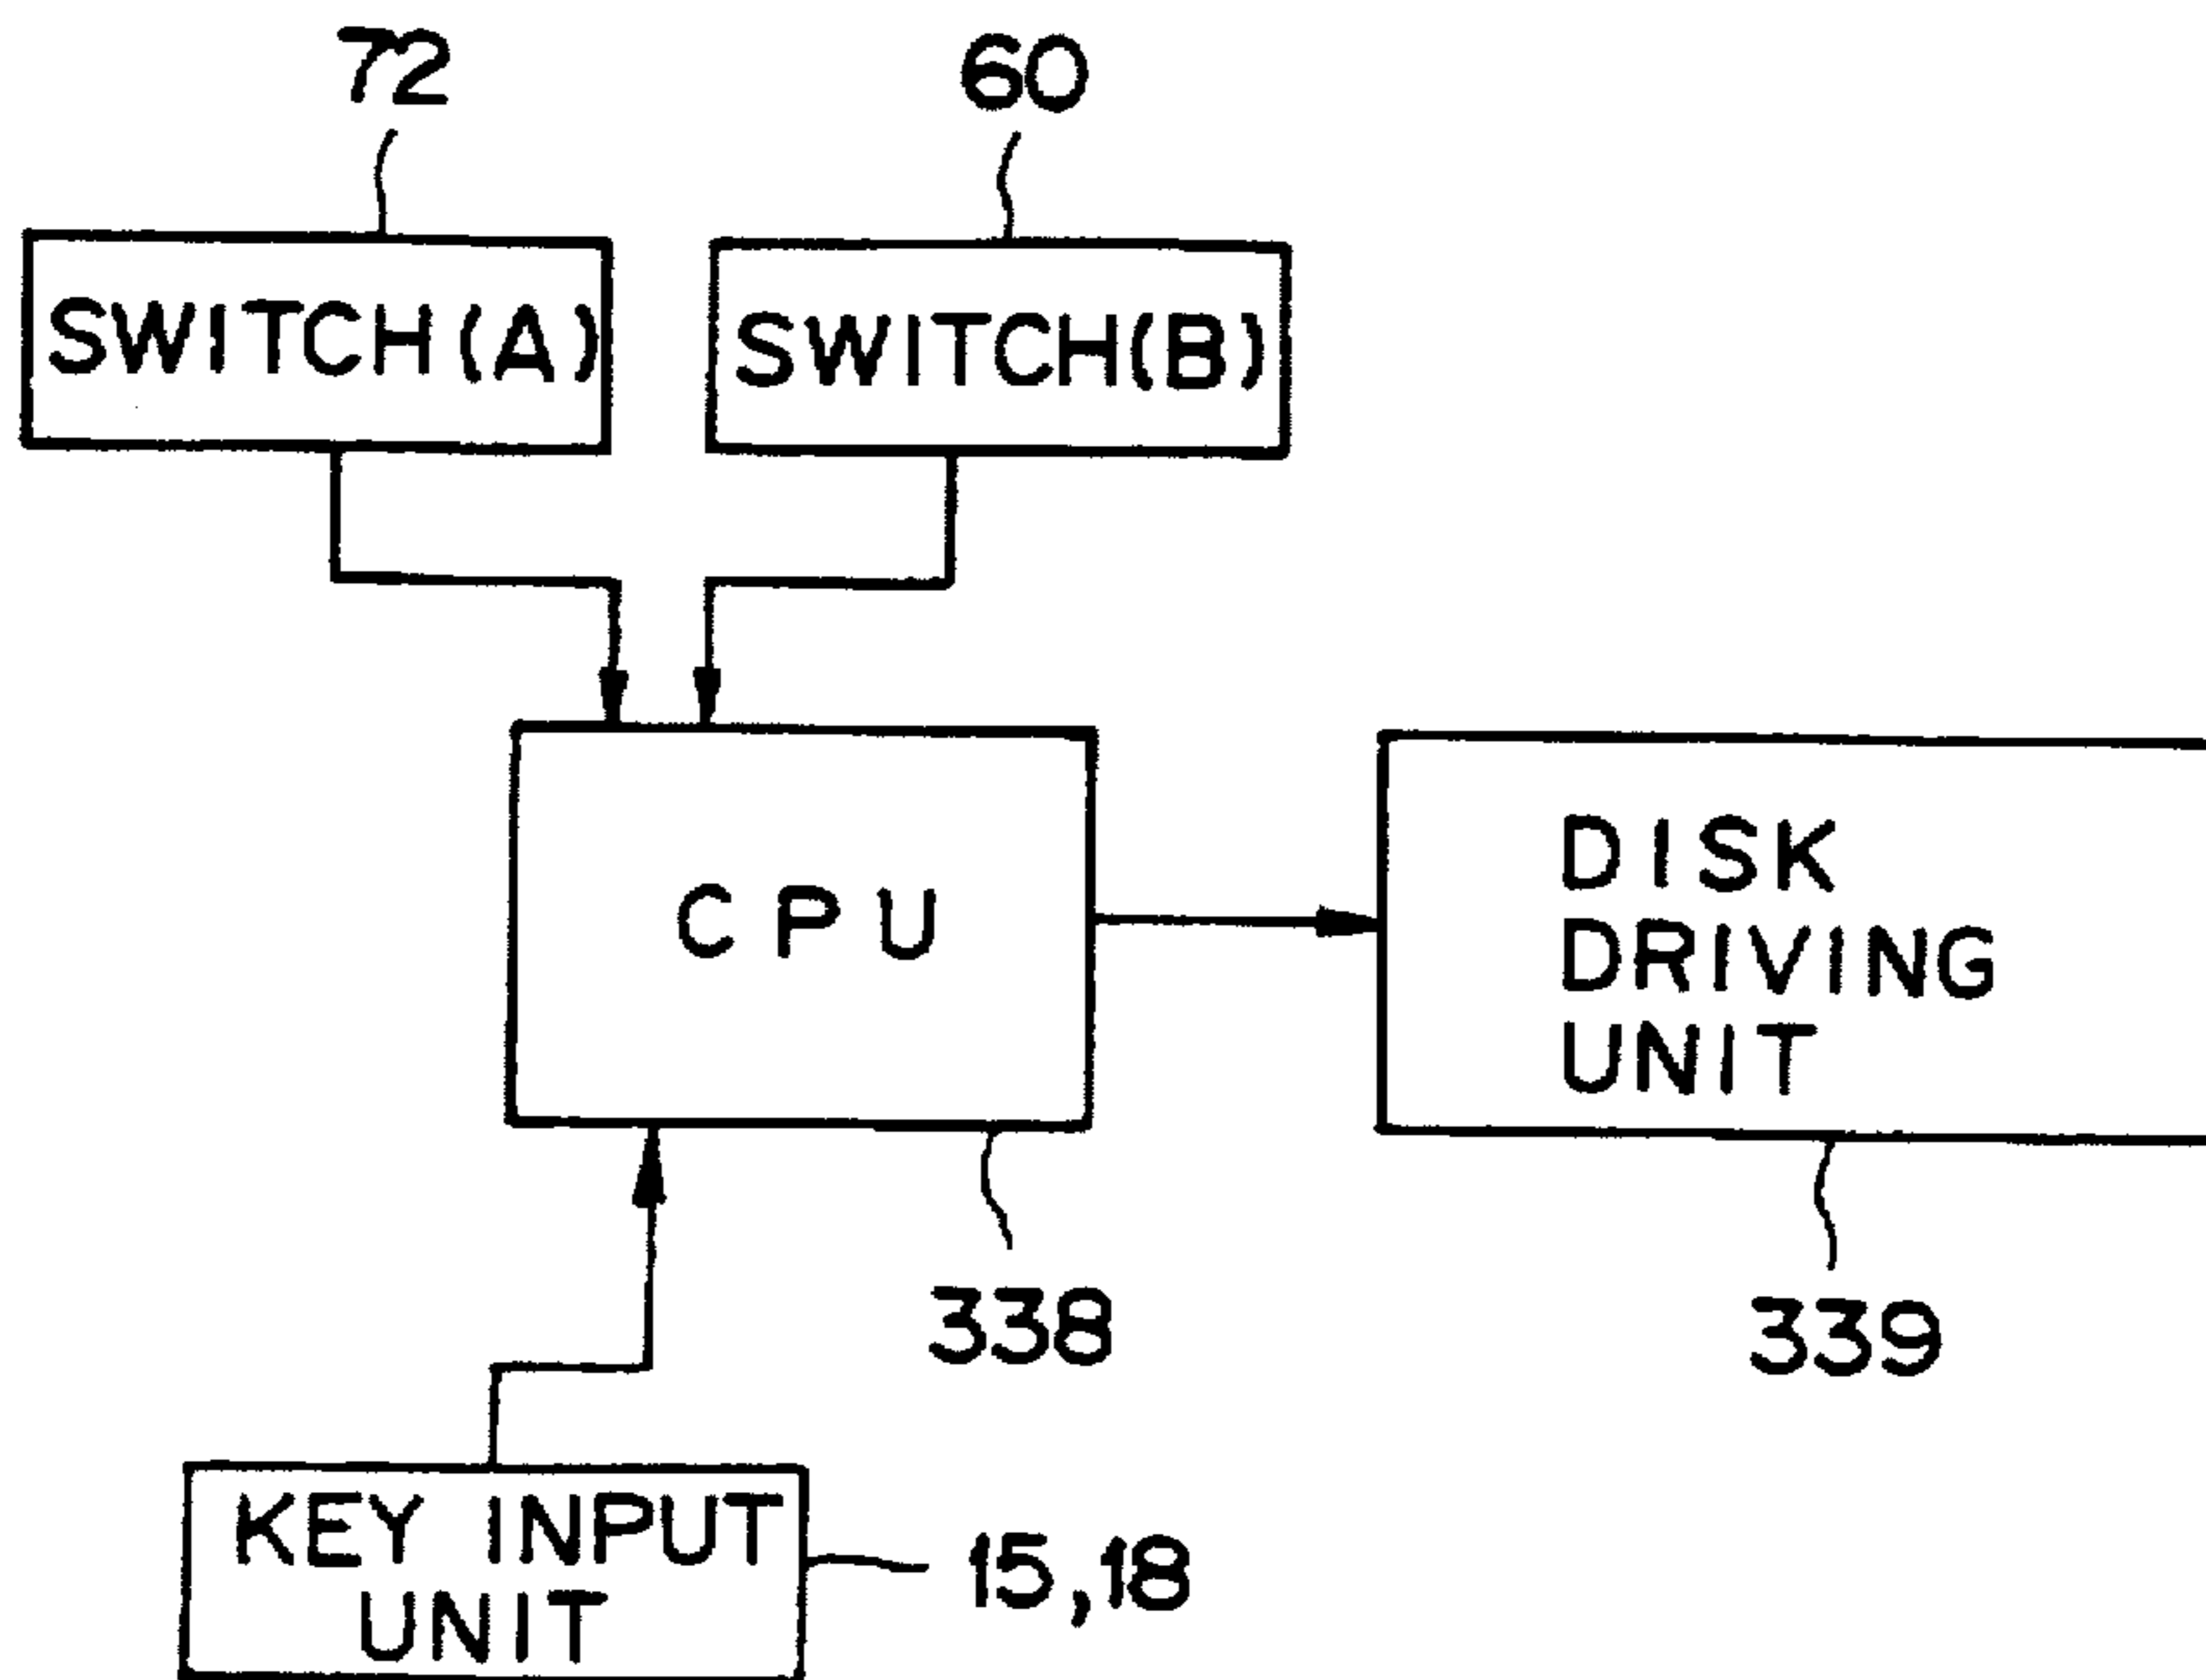 72
60
SWITCH(A)
SWITCH(B)
CPU
DISK
DRIVING
UNIT
338
339
KEY INPUT
UNIT
15,18